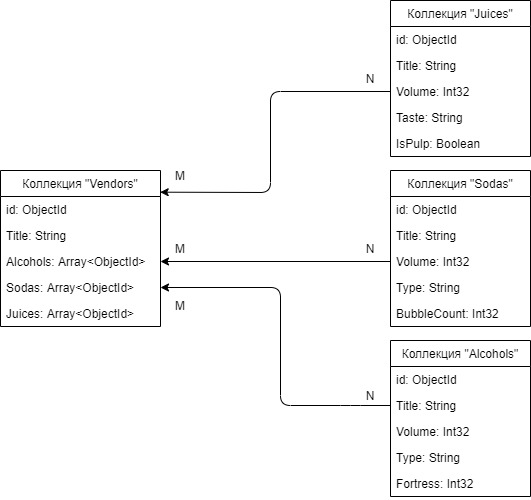 Коллекция "Juices"
id: ObjectId
Title: String
Volume: Int32
Taste: String
IsPulp: Boolean
N
M
Коллекция "Vendors"
id: ObjectId
Title: String
Alcohols: Array<ObjectId>
Sodas: Array<ObjectId>
Juices: Array<ObjectId>
M
N
M
Коллекция "Sodas"
id: ObjectId
Title: String
Volume: Int32
Type: String
BubbleCount: Int32
N
Коллекция "Alcohols"
id: ObjectId
Title: String
Volume: Int32
Type: String
Fortress: Int32